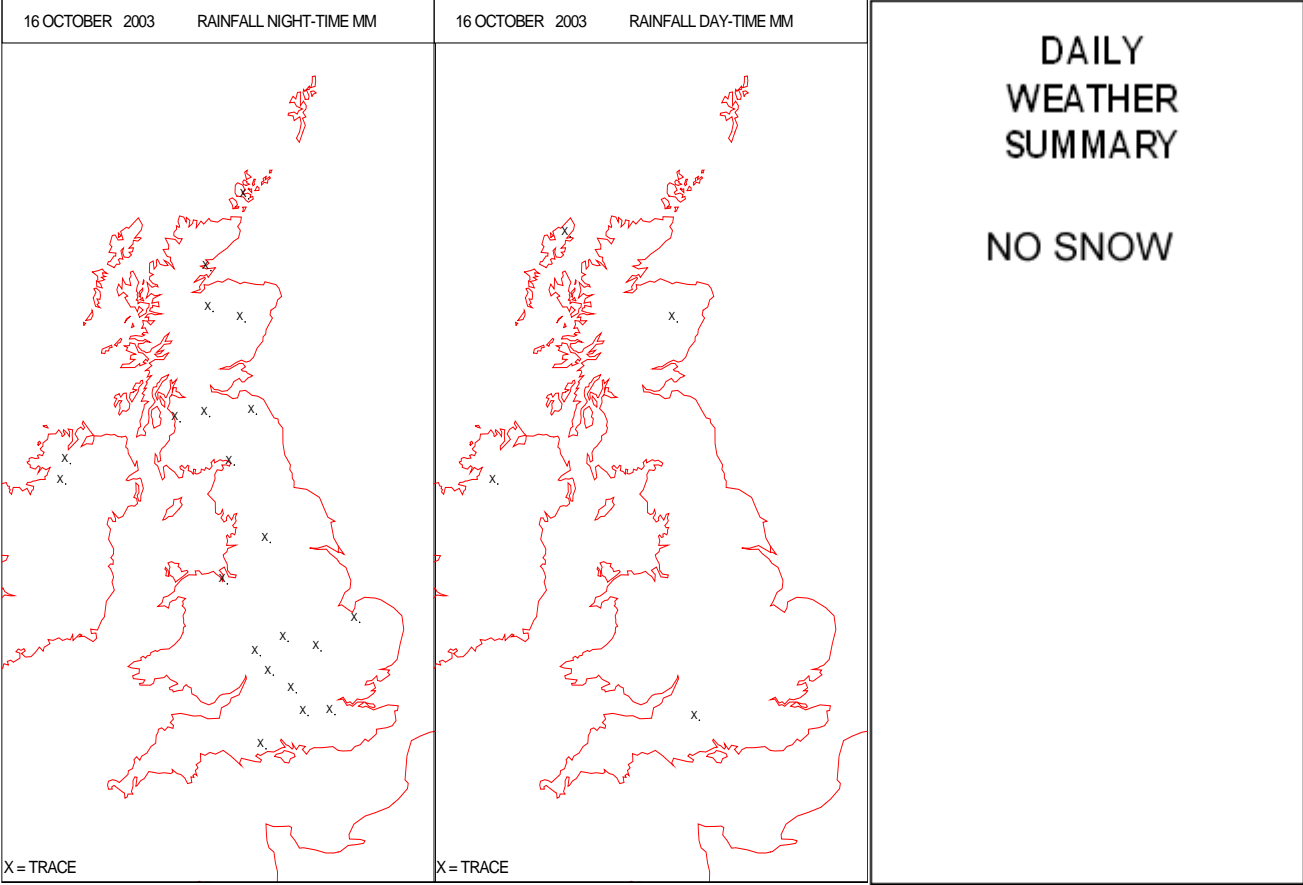 16 OCTOBER 2003 RAINFALL NIGHT-TIME MM
X
X
X. X.
X. X. X.
X.
X.
X.
X.
X.
X.
X. X.
X.
X.
X.
X. X.
X.
X = TRACE
16 OCTOBER 2003 RAINFALL DAY-TIME MM
X
X.
X.
X.
X = TRACE
DAILY
WEATHER
SUMMARY
NO SNOW